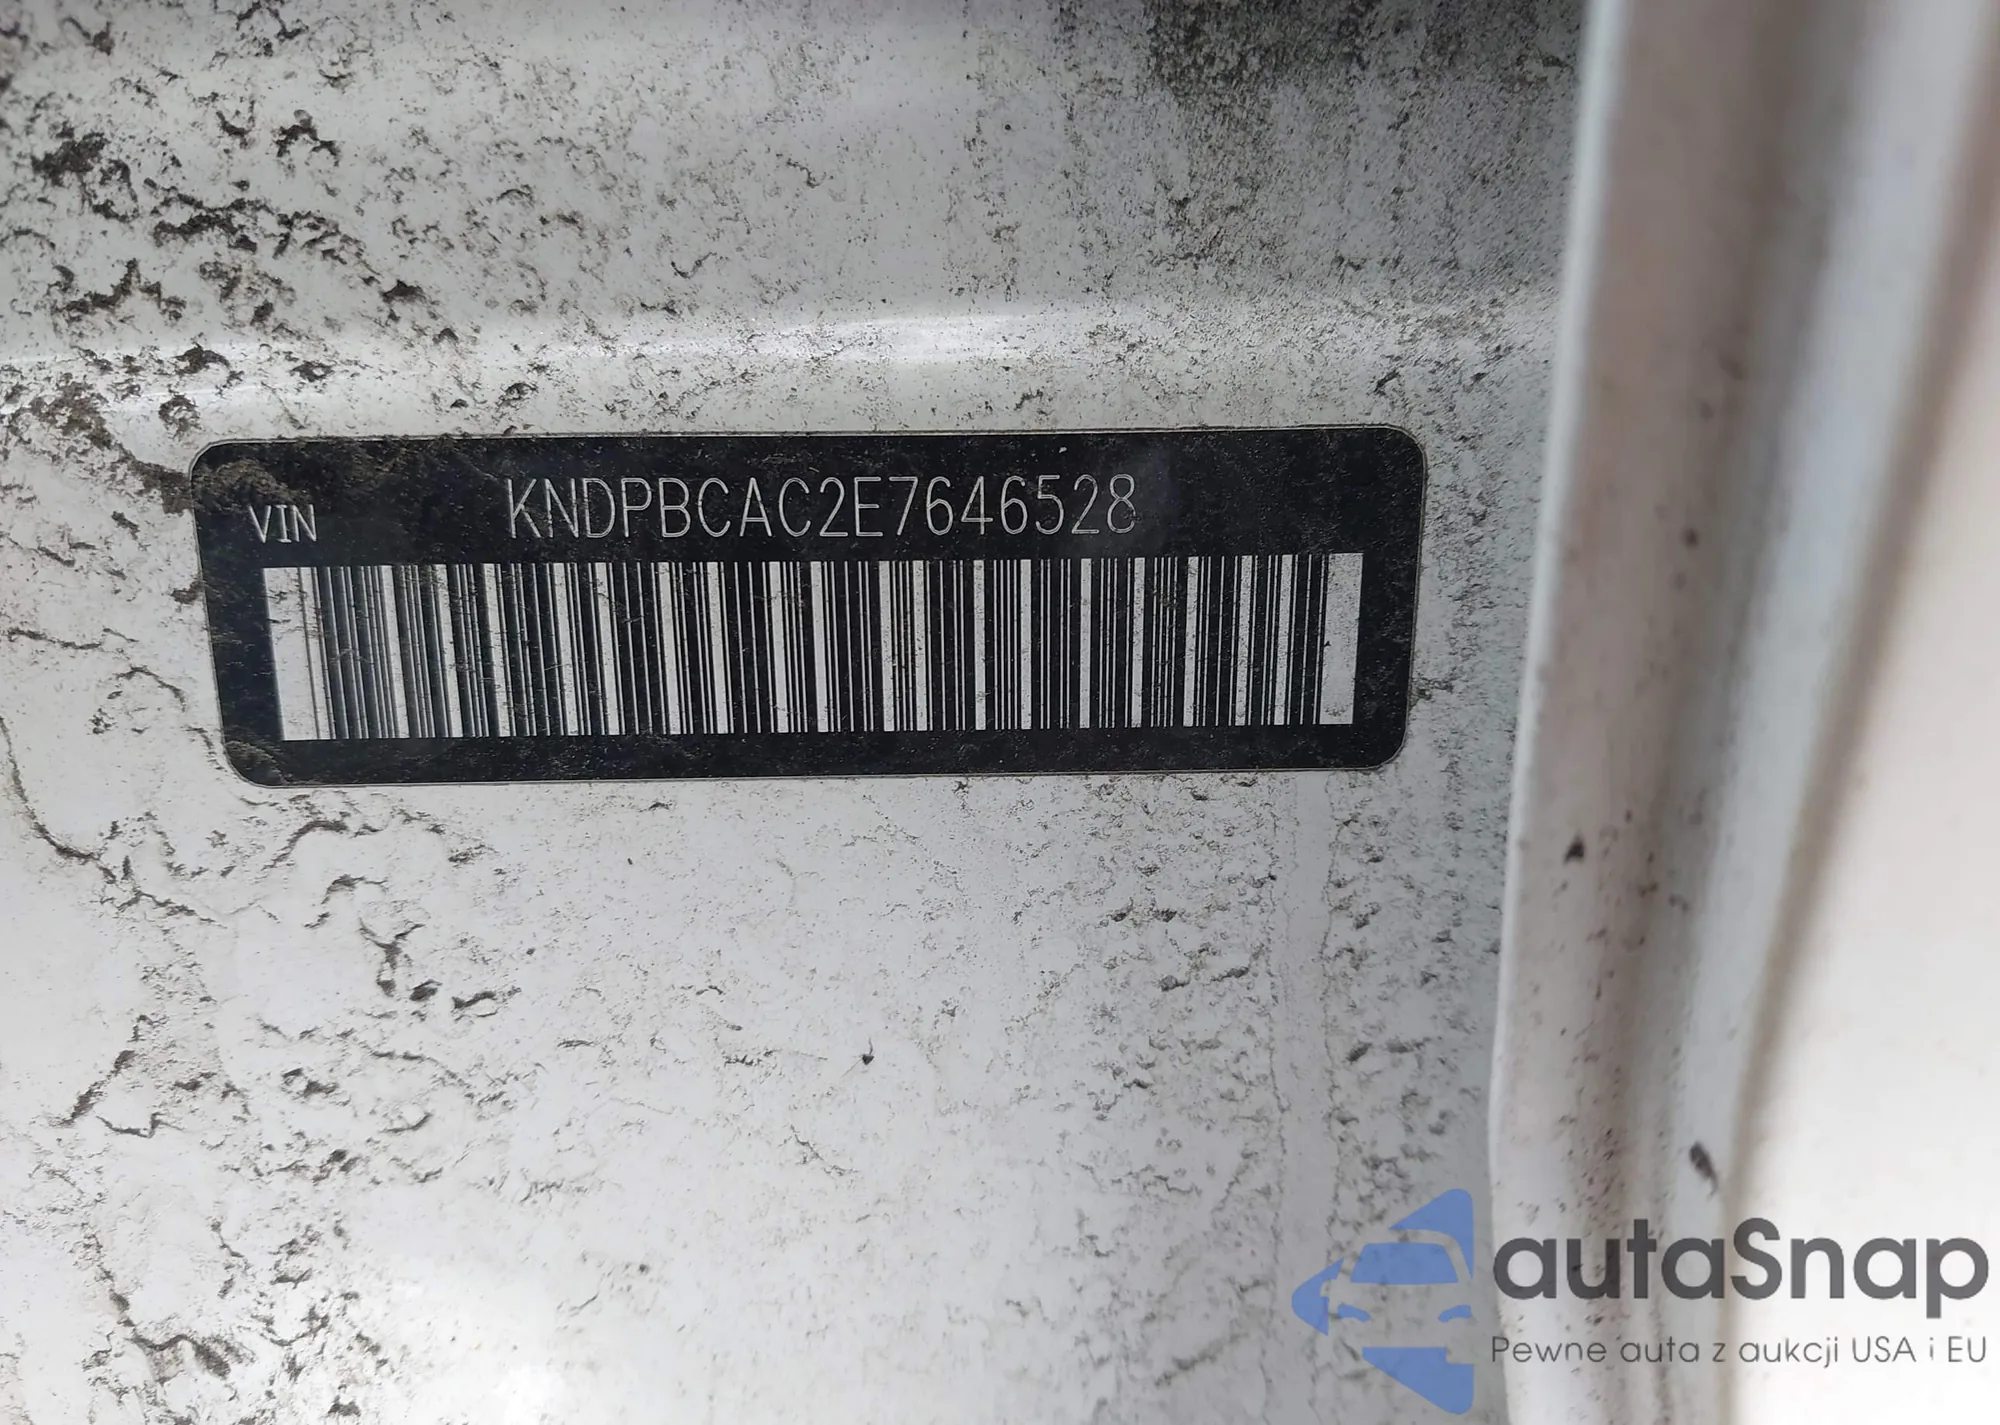 VIN KNDPBCAC2E7646528
autaSnap
Pewne auta z aukcji USA i EU